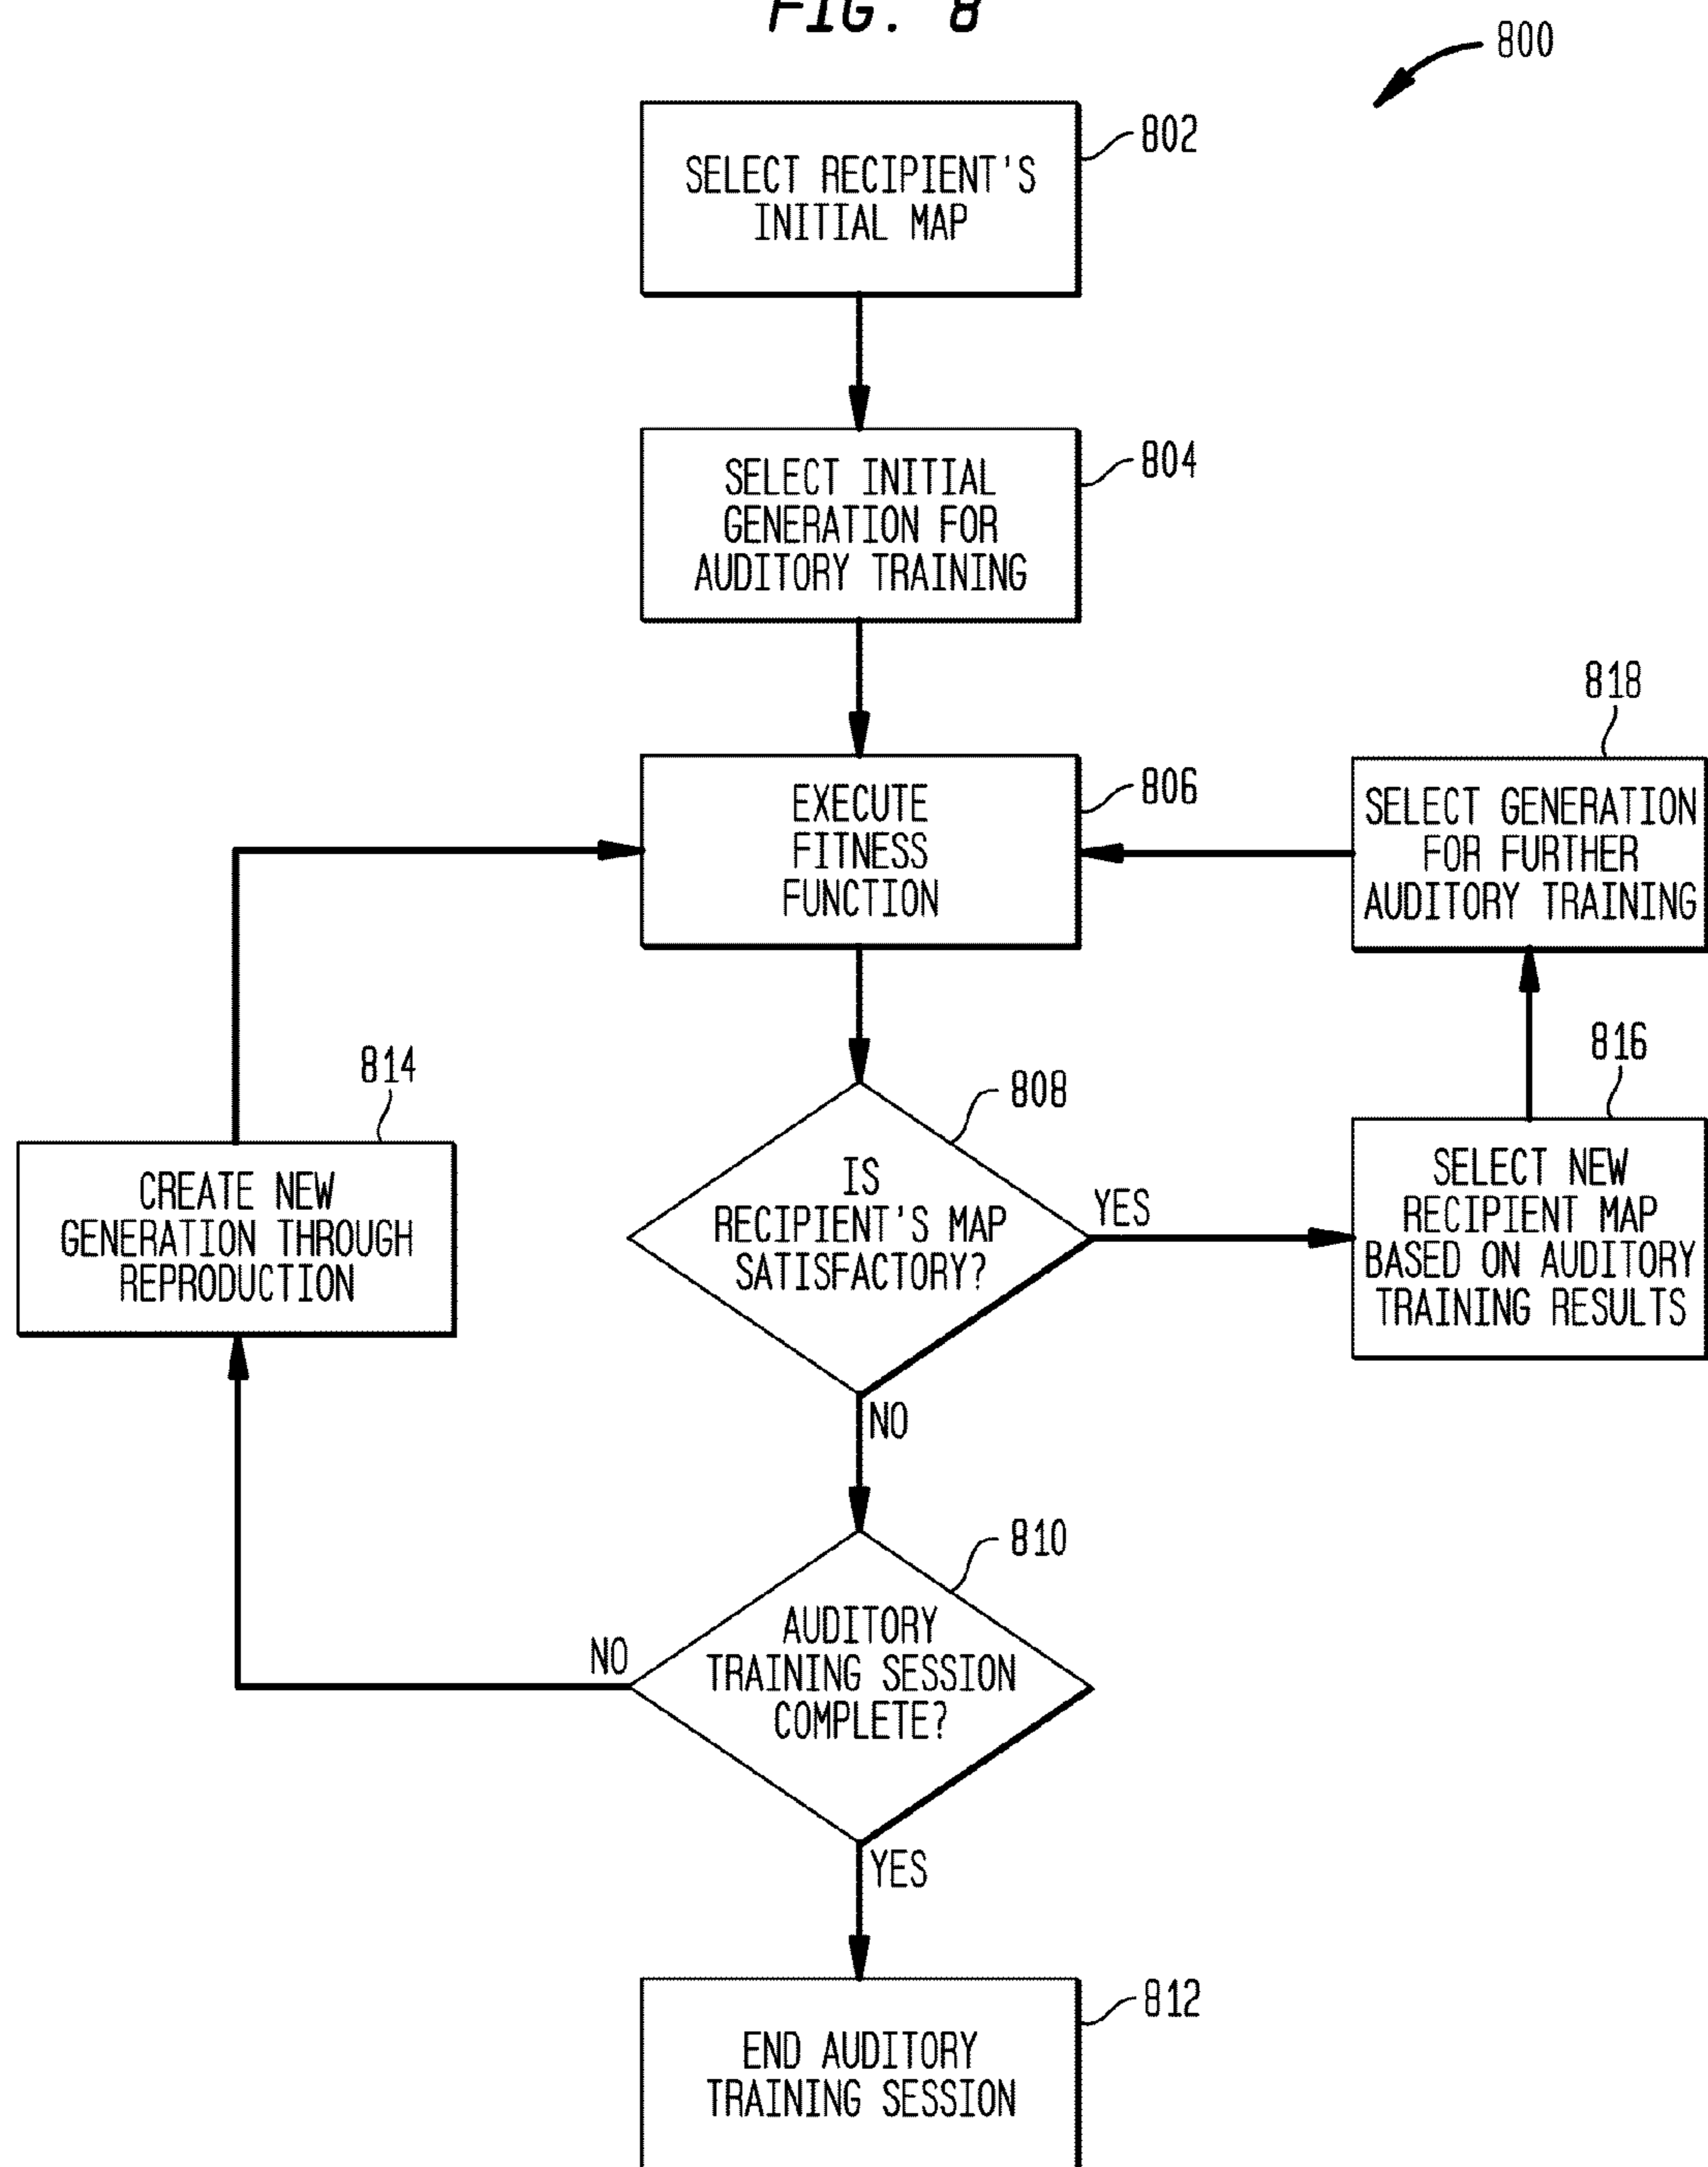 FIG. 8
800
802
SELECT RECIPIENT'S
INITIAL MAP
804
SELECT INITIAL
GENERATION FOR
AUDITORY TRAINING
818
806
EXECUTE
FITNESS
FUNCTION
SELECT GENERATION
FOR FURTHER
AUDITORY TRAINING
816
814
808
CREATE NEW
GENERATION THROUGH
REPRODUCTION
IS
RECIPIENT'S MAP
SATISFACTORY?
YES
SELECT NEW
RECIPIENT MAP
BASED ON AUDITORY
TRAINING RESULTS
NO
810
AUDITORY
TRAINING SESSION
COMPLETE?
NO
YES
812
END AUDITORY
TRAINING SESSION